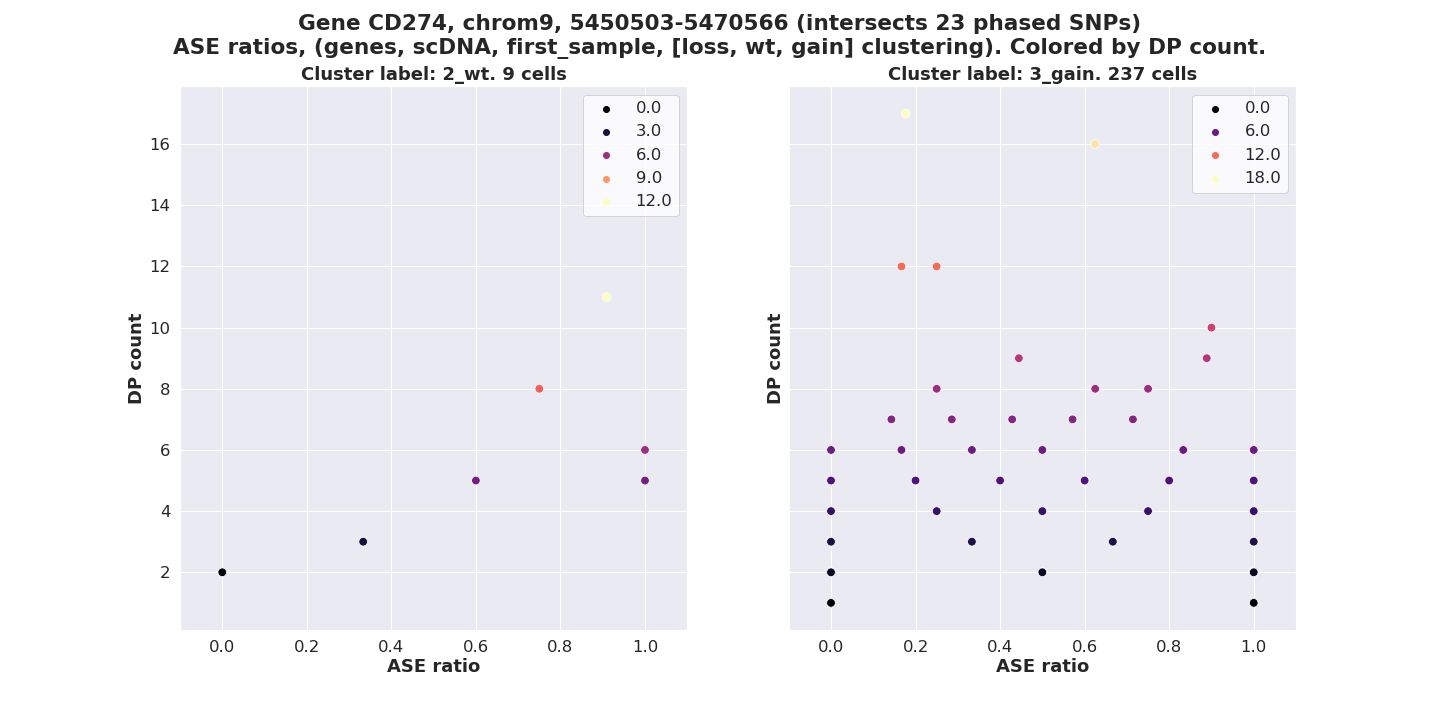 Gene CD274, chrom9, 5450503-5470566 (intersects 23 phased SNPs)
ASE ratios, (genes, scDNA, first_sample, [loss, wt, gain] clustering). Colored by DP count.
Cluster label: 2_wt. 9 cells
0.0
3.0
6.0
9.0
12.0
DP count
16
14
12
10
8
6
4
2
0.0 0.2 0.4 0.6 0.8 1.0
ASE ratio
Cluster label: 3_gain. 237 cells
0.0
6.0
12.0
18.0
DP count
0.0 0.2 0.4 0.6 0.8 1.0
ASE ratio